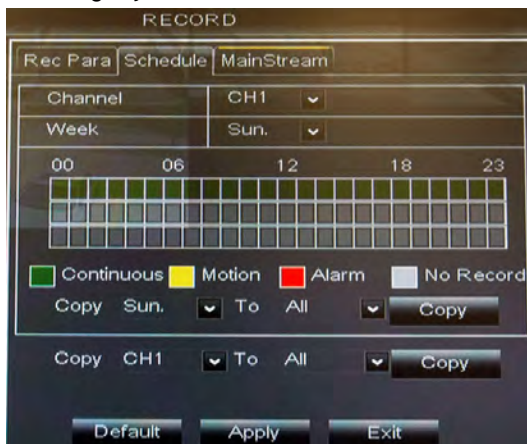 RECORD
Rec Para Schedule MainStream
Channel CH1
Week Sun.
00 06 12 18 23
Continuous Motion Alarm No Record
Copy Sun. To All Copy
Copy CH1 To All Copy
Default Apply Exit